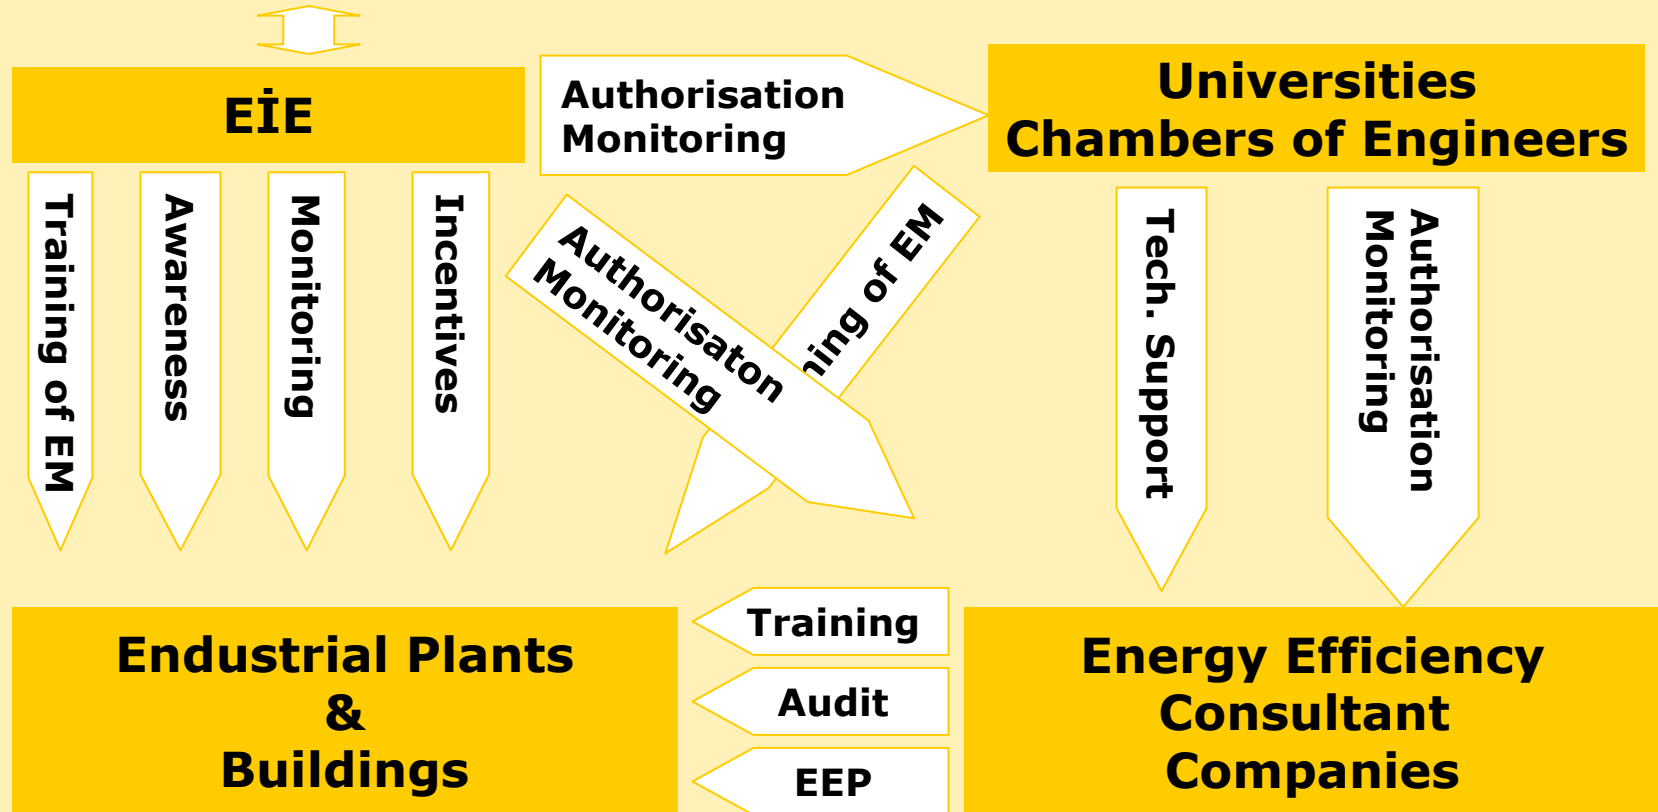 EİE
Authorisation
Monitoring
Universities
Chambers of Engineers
Training of EM
Awareness
Monitoring
Incentives
Authorisaton
Monitoring
of EM
Tech. Support
Authorisation
Monitoring
Training
Audit
EEP
Endustrial Plants
&
Buildings
Energy Efficiency
Consultant
Companies